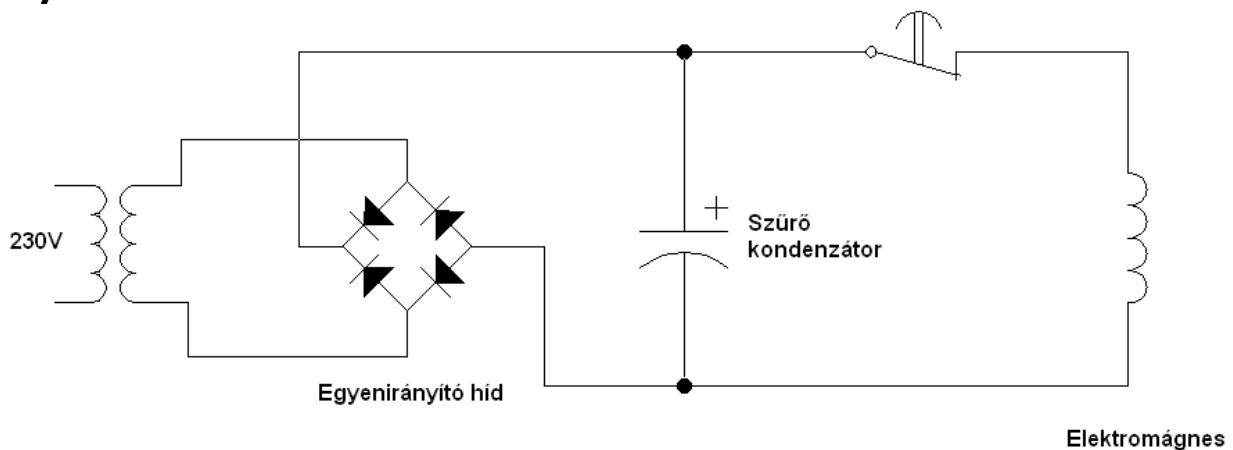 230V
+
Szűrő
kondenzátor
Egyenirányító híd
Elektromágnes